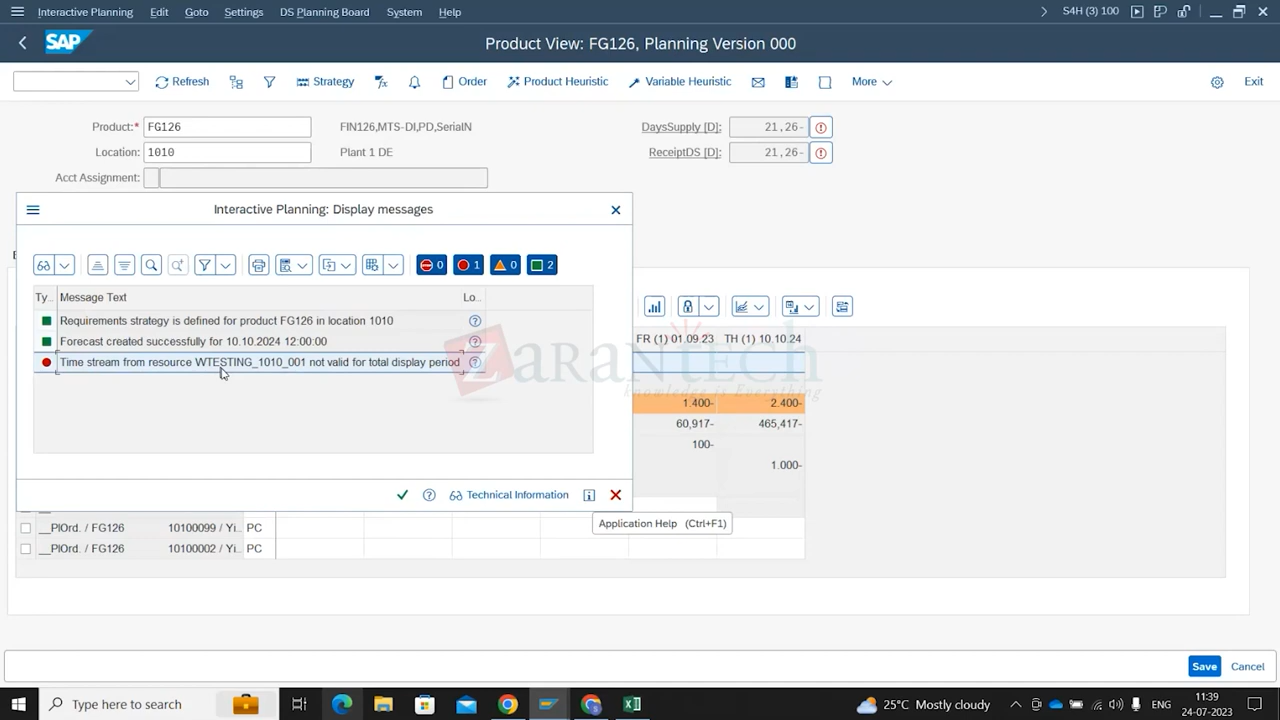 Interactive Planning Edit Goto Settings DS Planning Board System Help S4H (3) 100
SAP Product View: FG126, Planning Version 000
Refresh Strategy Order Product Heuristic Variable Heuristic More Exit
Product:* FG126 FIN126,MTS-DI,PD,SerialN DaysSupply [D]: 21,26-
Location: 1010 Plant 1 DE ReceiptDS [D]: 21,26-
Acct Assignment:
Interactive Planning: Display messages
0 1 0 2
Ty.. Message Text Lo..
Requirements strategy is defined for product FG126 in location 1010
Forecast created successfully for 10.10.2024 12:00:00
Time stream from resource WTESTING_1010_001 not valid for total display period
FR (1) 01.09.23 TH (1) 10.10.24
ZaranTech
knowledge is Everything
1.400- 2.400-
60,917- 465,417-
100-
1.000-
Technical Information
Application Help (Ctrl+F1)
__PlOrd. / FG126 10100099 / Yi.. PC
__PlOrd. / FG126 10100002 / Yi.. PC
Save Cancel
Type here to search 25°C Mostly cloudy ENG 11:39
24-07-2023